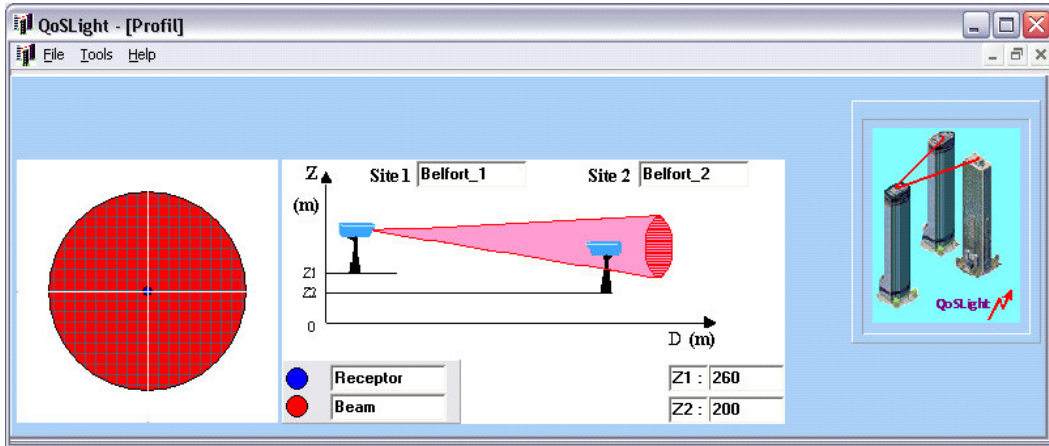 QoSLight - [Profil]
File Tools Help
Z
(m)
Site 1 Belfort_1 Site 2 Belfort_2
Z1
Z2
0
D (m)
Receptor
Beam
Z1 : 260
Z2 : 200
QoSLight